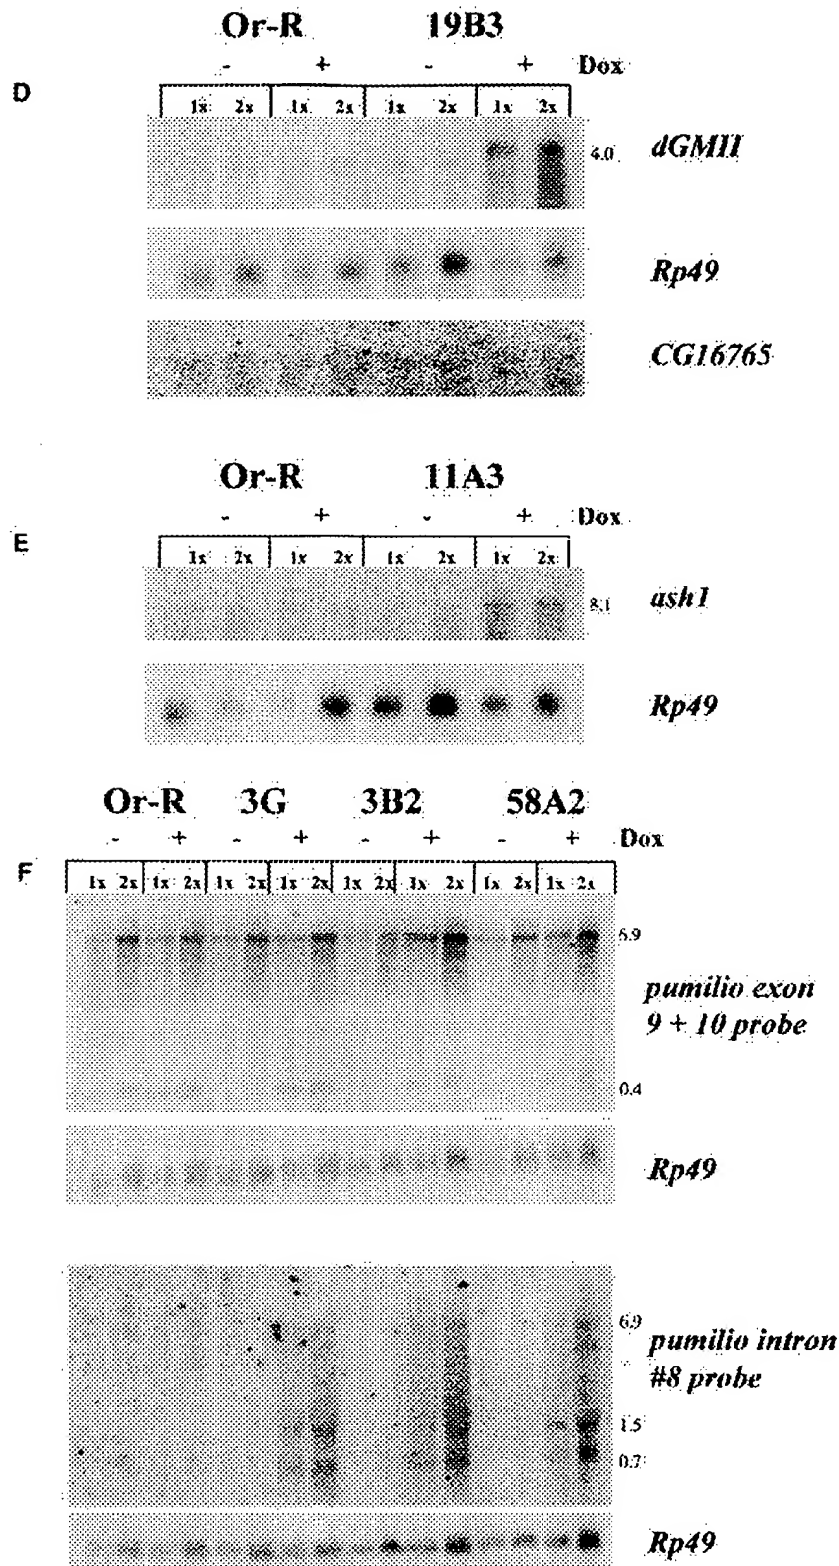 Or-R 19B3
- + - + Dox
D
1x 2x 1x 2x 1x 2x 1x 2x
4.0 dGMII
Rp49
CG16765
Or-R 11A3
- + - + Dox
E
1x 2x 1x 2x 1x 2x 1x 2x
8.1 ash1
Rp49
Or-R 3G 3B2 58A2
- + - + - + - + Dox
F
1x 2x 1x 2x 1x 2x 1x 2x 1x 2x 1x 2x 1x 2x 1x 2x
6.9
pumilio exon
9 + 10 probe
0.4
Rp49
6.9
pumilio intron
#8 probe
1.5
0.7
Rp49